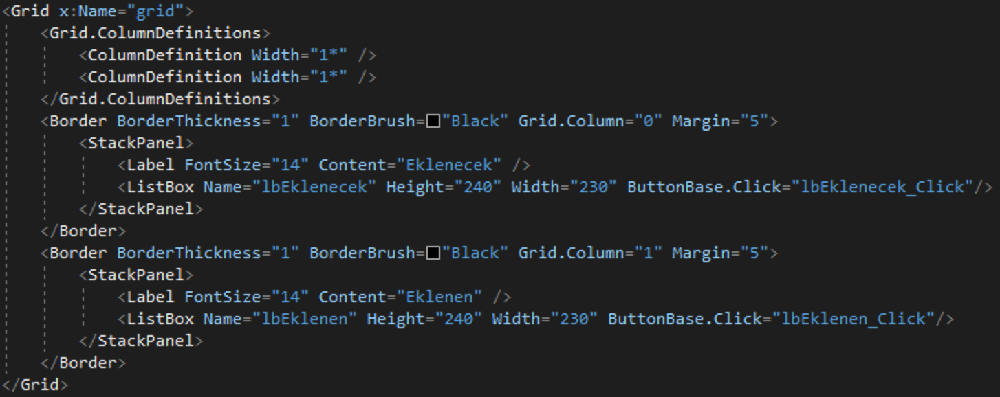 <Grid x:Name="grid">
    <Grid.ColumnDefinitions>
        <ColumnDefinition Width="1*" />
        <ColumnDefinition Width="1*" />
    </Grid.ColumnDefinitions>
    <Border BorderThickness="1" BorderBrush="Black" Grid.Column="0" Margin="5">
        <StackPanel>
            <Label FontSize="14" Content="Eklenecek" />
            <ListBox Name="lbEklenecek" Height="240" Width="230" ButtonBase.Click="lbEklenecek_Click"/>
        </StackPanel>
    </Border>
    <Border BorderThickness="1" BorderBrush="Black" Grid.Column="1" Margin="5">
        <StackPanel>
            <Label FontSize="14" Content="Eklenen" />
            <ListBox Name="lbEklenen" Height="240" Width="230" ButtonBase.Click="lbEklenen_Click"/>
        </StackPanel>
    </Border>
</Grid>